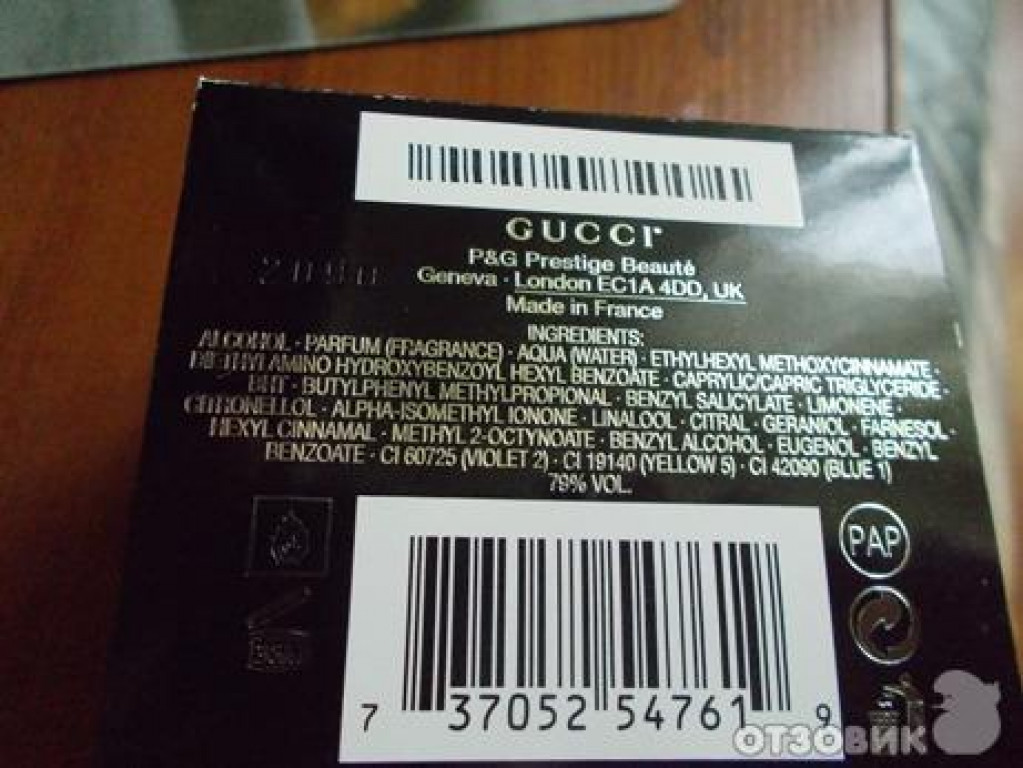 GUCCI
P&G Prestige Beauté
Geneva · London EC1A 4DD, UK
Made in France
INGREDIENTS:
ALCOHOL · PARFUM (FRAGRANCE) · AQUA (WATER) · ETHYLHEXYL METHOXYCINNAMATE ·
DIETHYLAMINO HYDROXYBENZOYL HEXYL BENZOATE · CAPRYLIC/CAPRIC TRIGLYCERIDE ·
BHT · BUTYLPHENYL METHYLPROPIONAL · BENZYL SALICYLATE · LIMONENE ·
CITRONELLOL · ALPHA-ISOMETHYL IONONE · LINALOOL · CITRAL · GERANIOL · FARNESOL ·
HEXYL CINNAMAL · METHYL 2-OCTYNOATE · BENZYL ALCOHOL · EUGENOL · BENZYL
BENZOATE · CI 60725 (VIOLET 2) · CI 19140 (YELLOW 5) · CI 42090 (BLUE 1)
79% VOL.
PAP
7 37052 54761 9
ОТЗОВИК